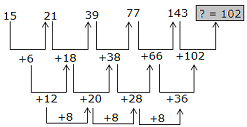 15 21 39 77 143 ? = 102
+6 +18 +38 +66 +102
+12 +20 +28 +36
+8 +8 +8